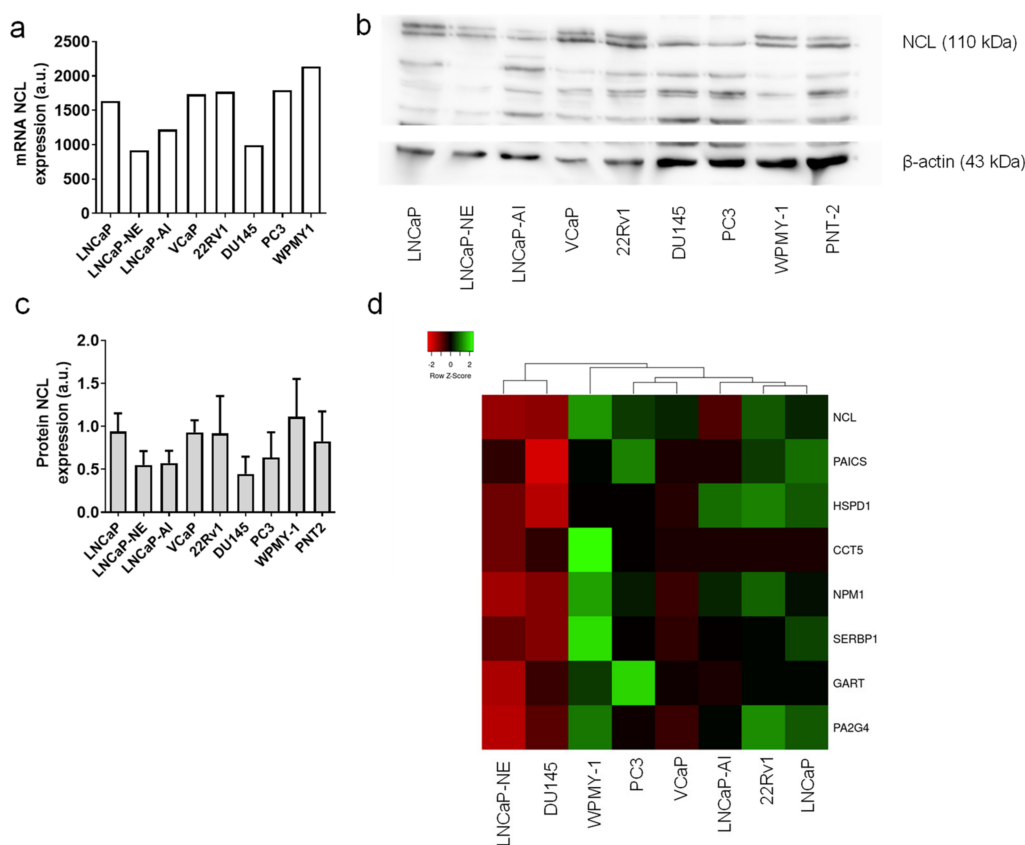 a
mRNA NCL
expression (a.u.)
2500
2000
1500
1000
500
0
LNCaP
LNCaP-NE
LNCaP-AI
VCaP
22RV1
DU145
PC3
WPMY1
b
NCL (110 kDa)
β-actin (43 kDa)
LNCaP
LNCaP-NE
LNCaP-AI
VCaP
22Rv1
DU145
PC3
WPMY-1
PNT-2
c
Protein NCL
expression (a.u.)
2.0
1.5
1.0
0.5
0.0
LNCaP
LNCaP-NE
LNCaP-AI
VCaP
22Rv1
DU145
PC3
WPMY-1
PNT2
d
-2 0 2
Row Z-Score
NCL
PAICS
HSPD1
CCT5
NPM1
SERBP1
GART
PA2G4
LNCaP-NE
DU145
WPMY-1
PC3
VCaP
LNCaP-AI
22Rv1
LNCaP